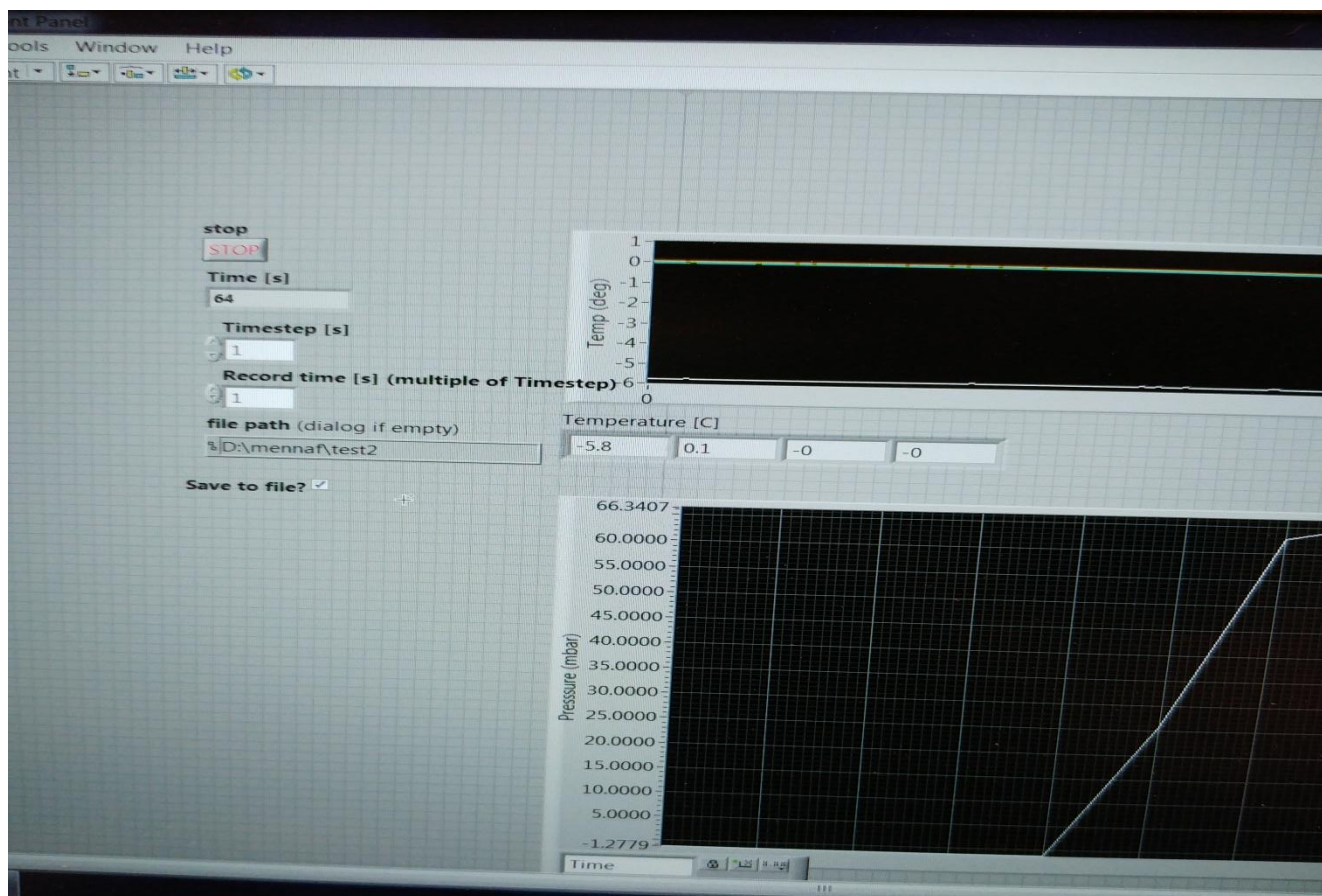 nt Panel
ools Window Help
nt
stop
STOP
Time [s]
64
Timestep [s]
1
Record time [s] (multiple of Timestep)
1
file path (dialog if empty)
D:\mennaf\test2
Save to file?
1
0
-1
-2
-3
-4
-5
-6
Temp (deg)
0
Temperature [C]
-5.8 0.1 -0 -0
66.3407
60.0000
55.0000
50.0000
45.0000
40.0000
35.0000
30.0000
25.0000
20.0000
15.0000
10.0000
5.0000
-1.2779
Presssure (mbar)
Time